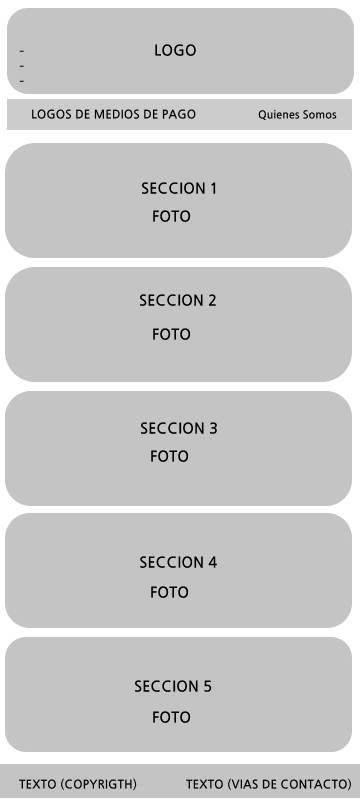 LOGO
-
-
-
LOGOS DE MEDIOS DE PAGO Quienes Somos
SECCION 1
FOTO
SECCION 2
FOTO
SECCION 3
FOTO
SECCION 4
FOTO
SECCION 5
FOTO
TEXTO (COPYRIGTH) TEXTO (VIAS DE CONTACTO)